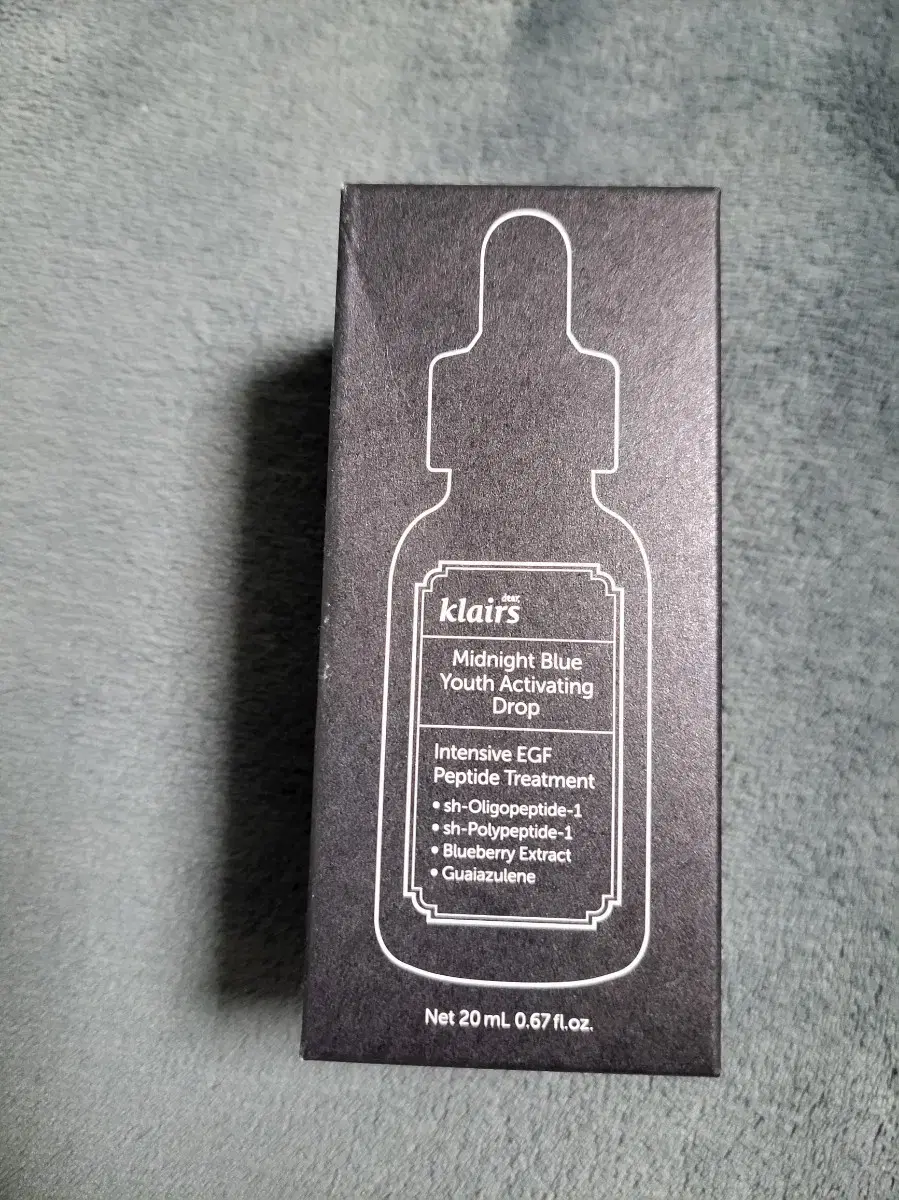 dear,
klairs
Midnight Blue
Youth Activating
Drop
Intensive EGF
Peptide Treatment
• sh-Oligopeptide-1
• sh-Polypeptide-1
• Blueberry Extract
• Guaiazulene
Net 20 mL 0.67 fl.oz.